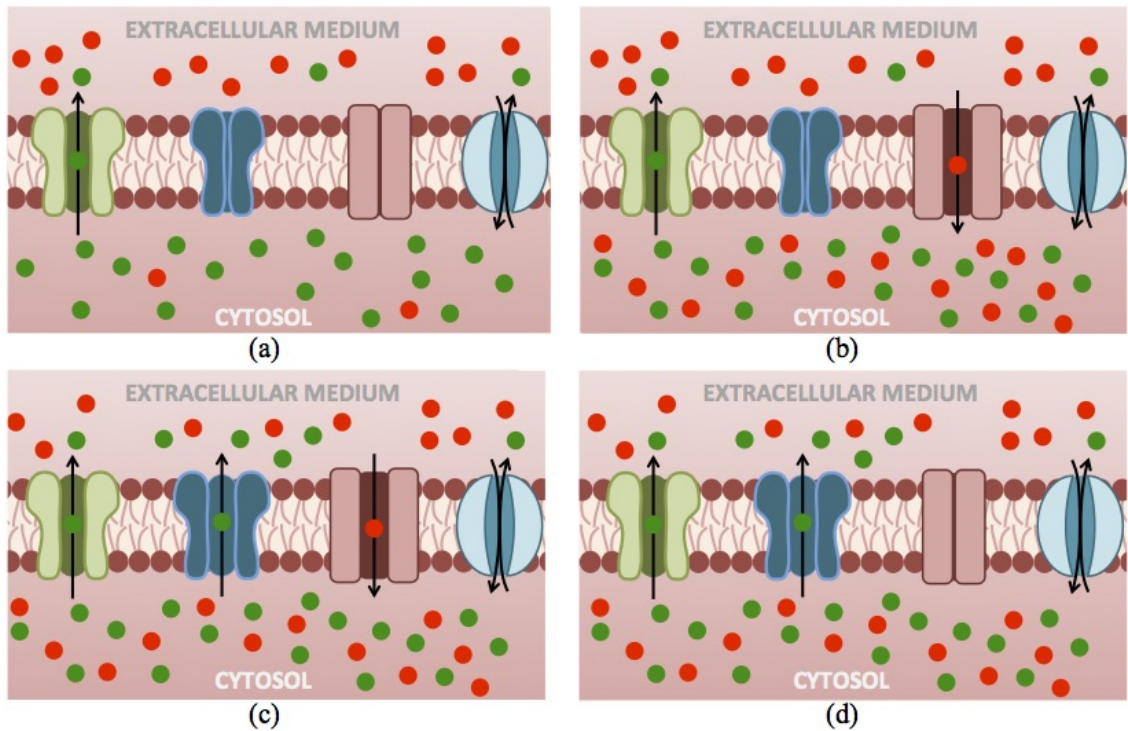 EXTRACELLULAR MEDIUM
CYTOSOL
(a)
EXTRACELLULAR MEDIUM
CYTOSOL
(b)
EXTRACELLULAR MEDIUM
CYTOSOL
(c)
EXTRACELLULAR MEDIUM
CYTOSOL
(d)